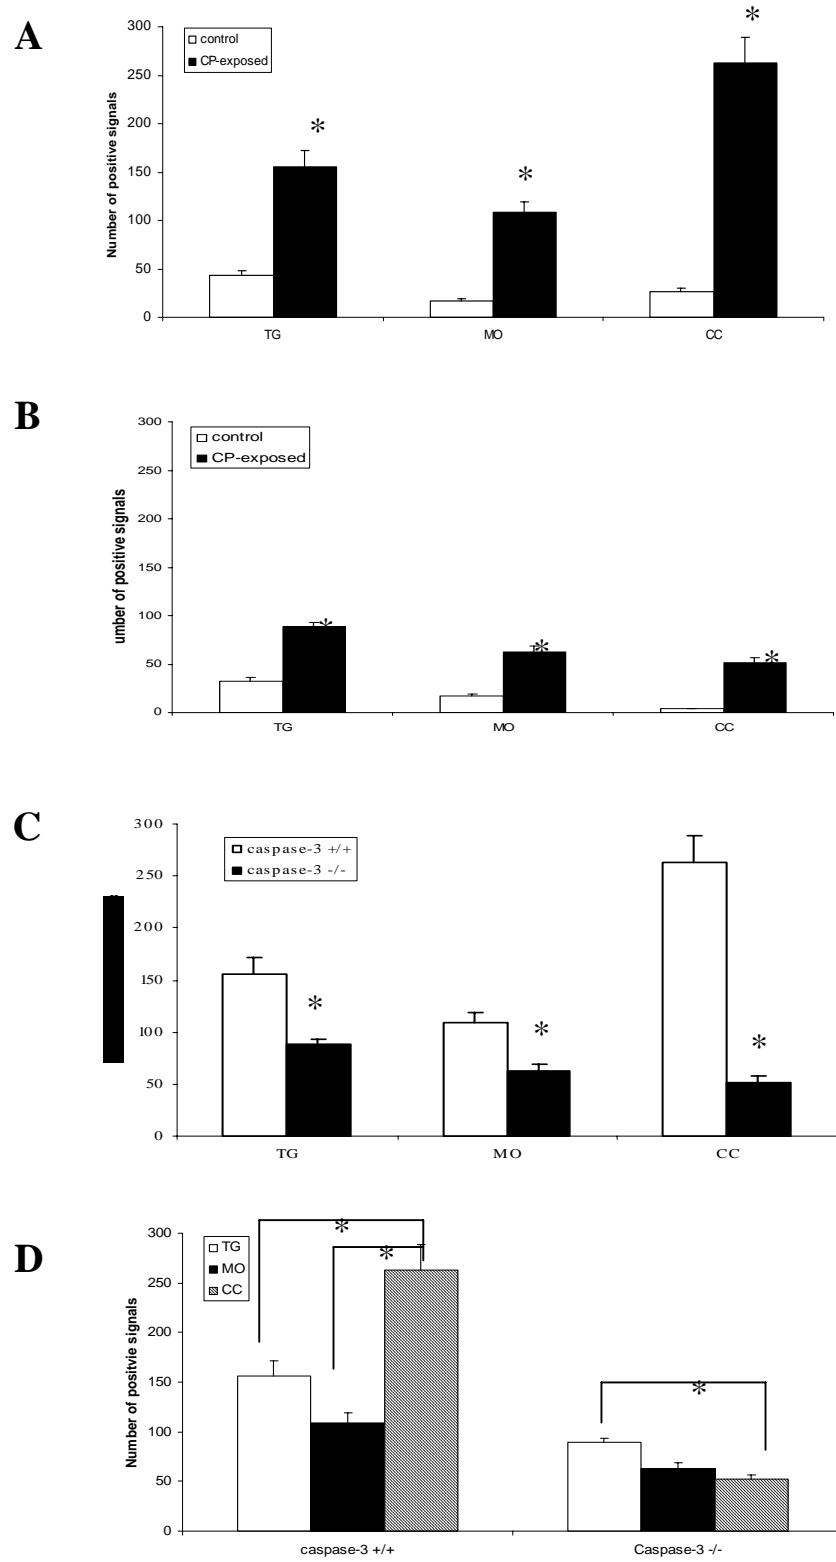 A
Number of positive signals
300
250
200
150
100
50
0
control
CP-exposed
*
*
*
TG
MO
CC
B
umber of positive signals
300
250
200
150
100
50
0
control
CP-exposed
*
*
*
TG
MO
CC
C
300
250
200
150
100
50
0
caspase-3 +/+
caspase-3 -/-
*
*
*
TG
MO
CC
D
Number of positvie signals
300
250
200
150
100
50
0
TG
MO
CC
*
*
*
caspase-3 +/+
Caspase-3 -/-